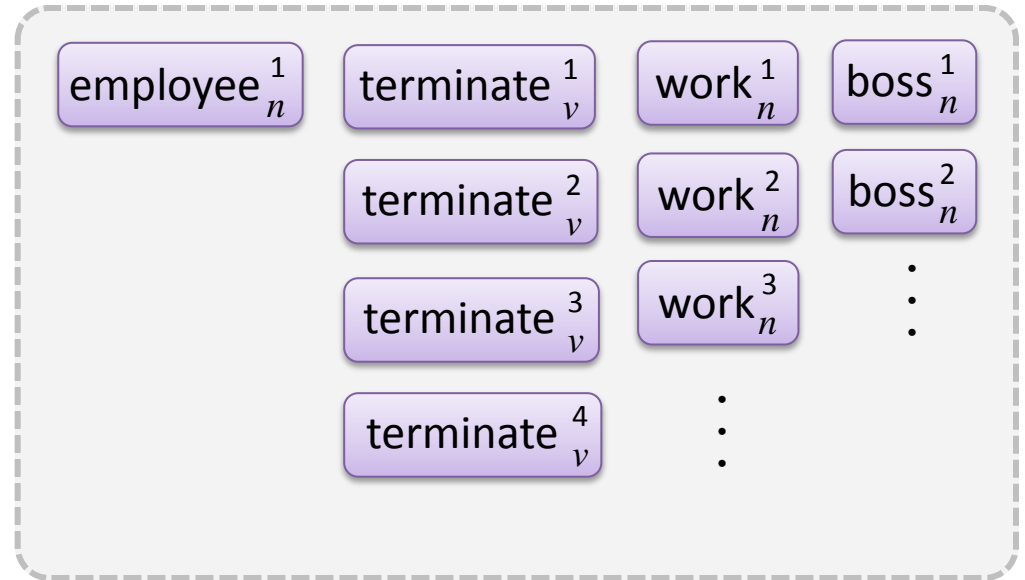 employee 1 n terminate 1 v work 1 n boss 1 n
terminate 2 v work 2 n boss 2 n
terminate 3 v work 3 n
terminate 4 v